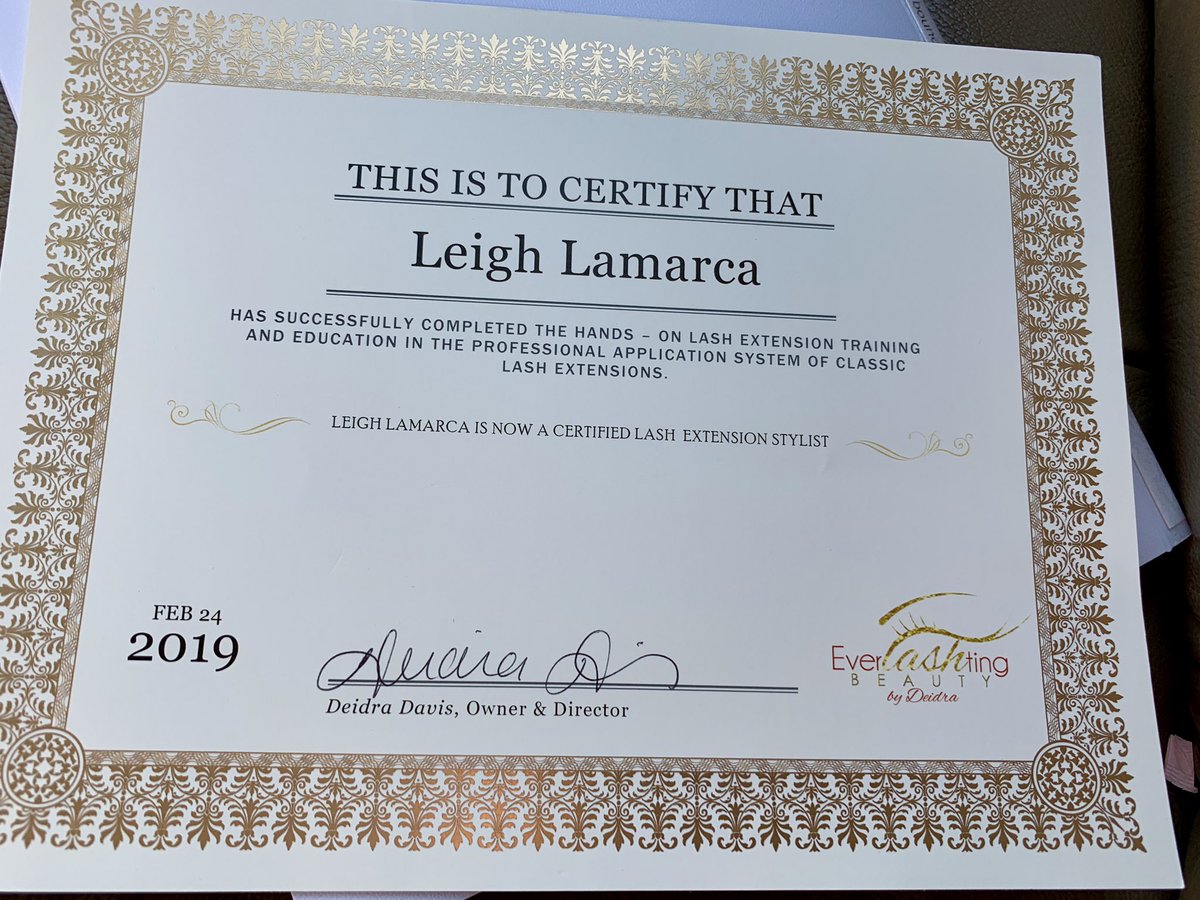 THIS IS TO CERTIFY THAT
Leigh Lamarca
HAS SUCCESSFULLY COMPLETED THE HANDS – ON LASH EXTENSION TRAINING
AND EDUCATION IN THE PROFESSIONAL APPLICATION SYSTEM OF CLASSIC
LASH EXTENSIONS.
LEIGH LAMARCA IS NOW A CERTIFIED LASH EXTENSION STYLIST
FEB 24
2019
Deidra Davis
Deidra Davis, Owner & Director
Everlashting
BEAUTY
by Deidra